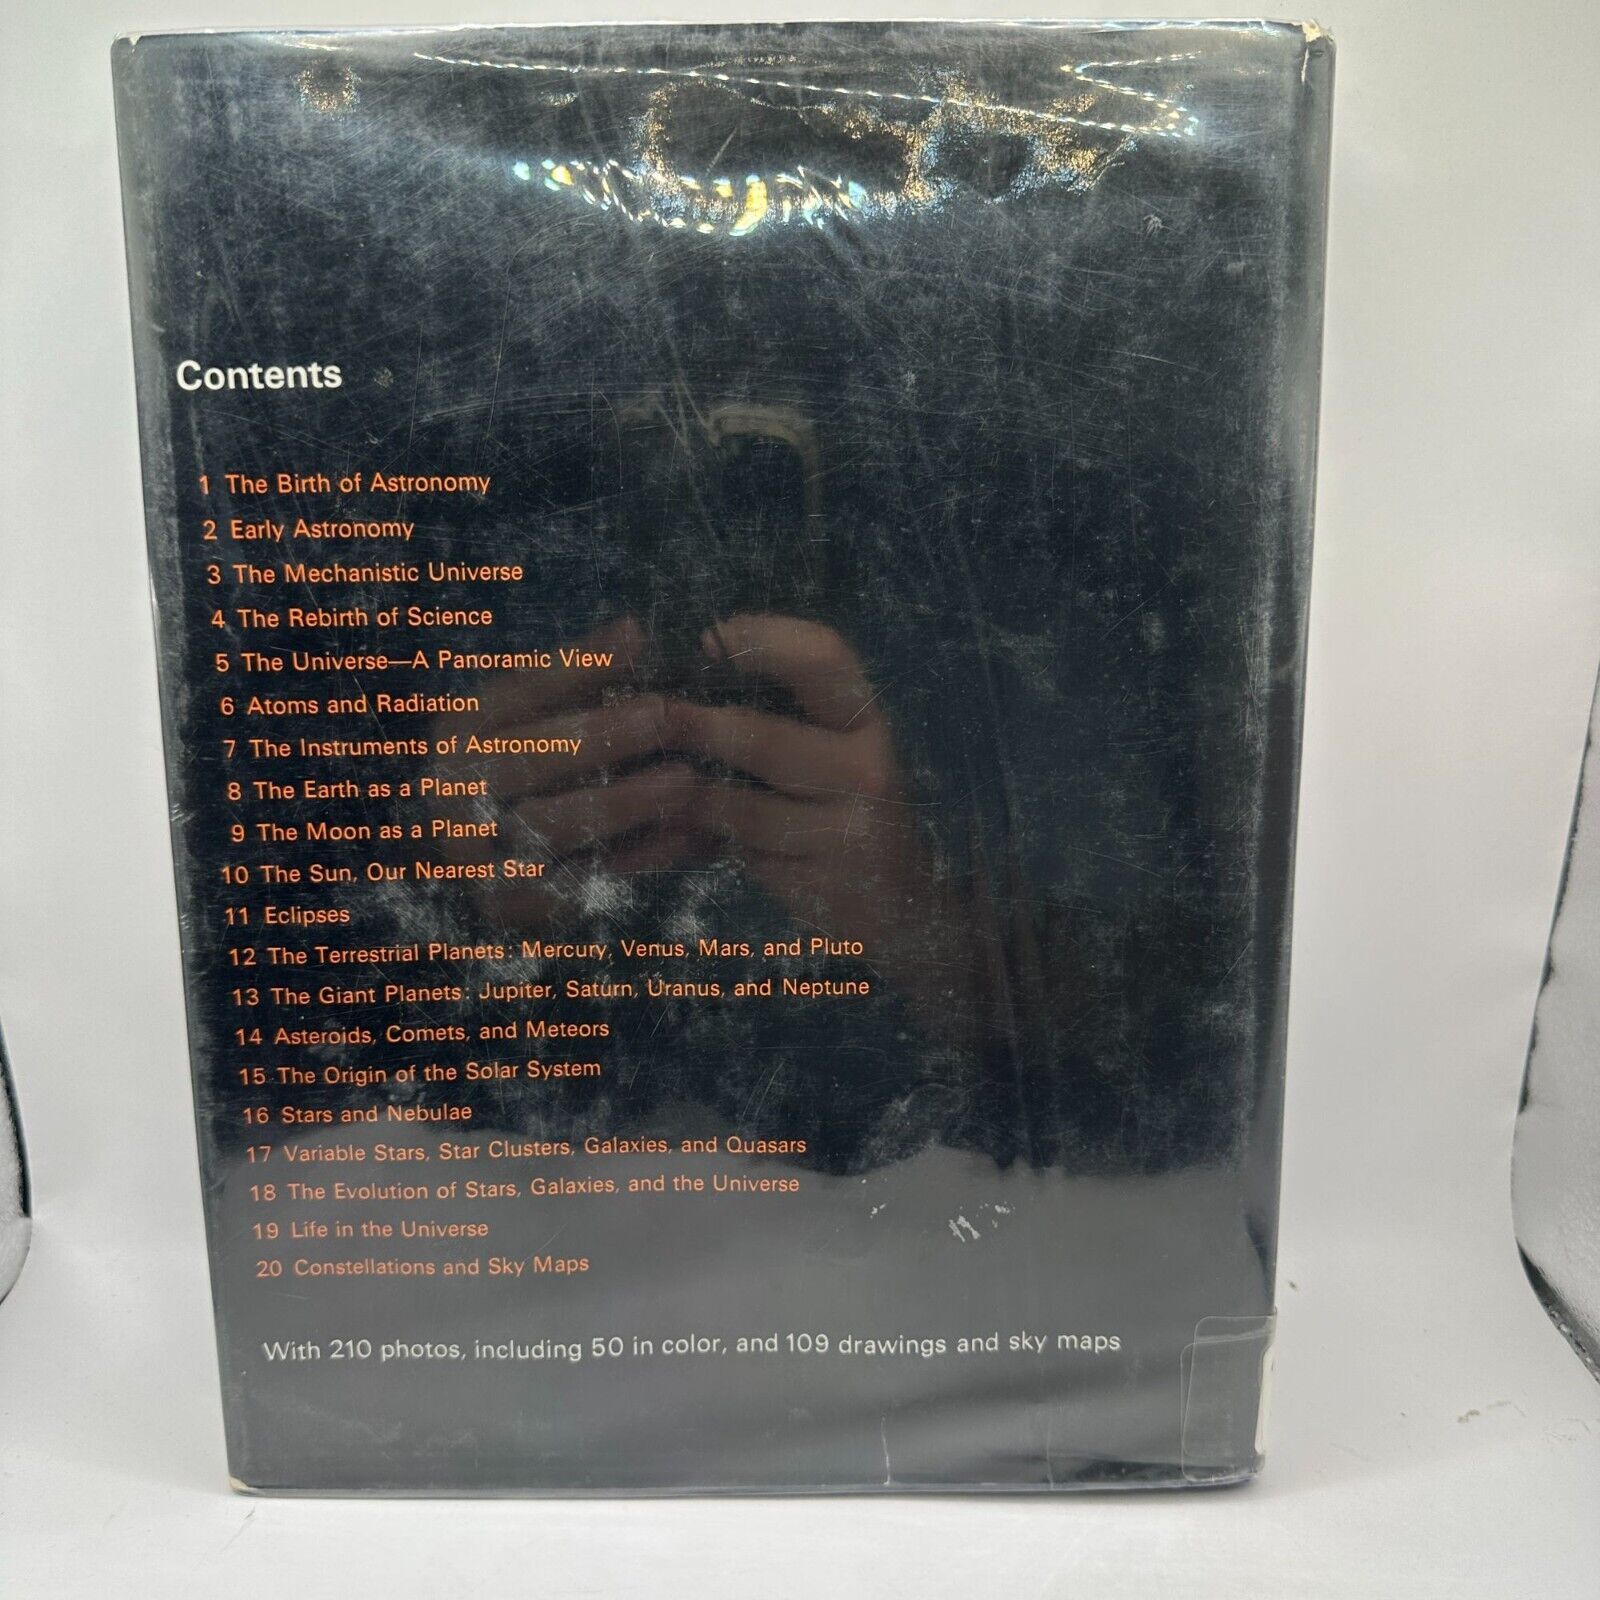 Contents
1 The Birth of Astronomy
2 Early Astronomy
3 The Mechanistic Universe
4 The Rebirth of Science
5 The Universe—A Panoramic View
6 Atoms and Radiation
7 The Instruments of Astronomy
8 The Earth as a Planet
9 The Moon as a Planet
10 The Sun, Our Nearest Star
11 Eclipses
12 The Terrestrial Planets: Mercury, Venus, Mars, and Pluto
13 The Giant Planets: Jupiter, Saturn, Uranus, and Neptune
14 Asteroids, Comets, and Meteors
15 The Origin of the Solar System
16 Stars and Nebulae
17 Variable Stars, Star Clusters, Galaxies, and Quasars
18 The Evolution of Stars, Galaxies, and the Universe
19 Life in the Universe
20 Constellations and Sky Maps
With 210 photos, including 50 in color, and 109 drawings and sky maps